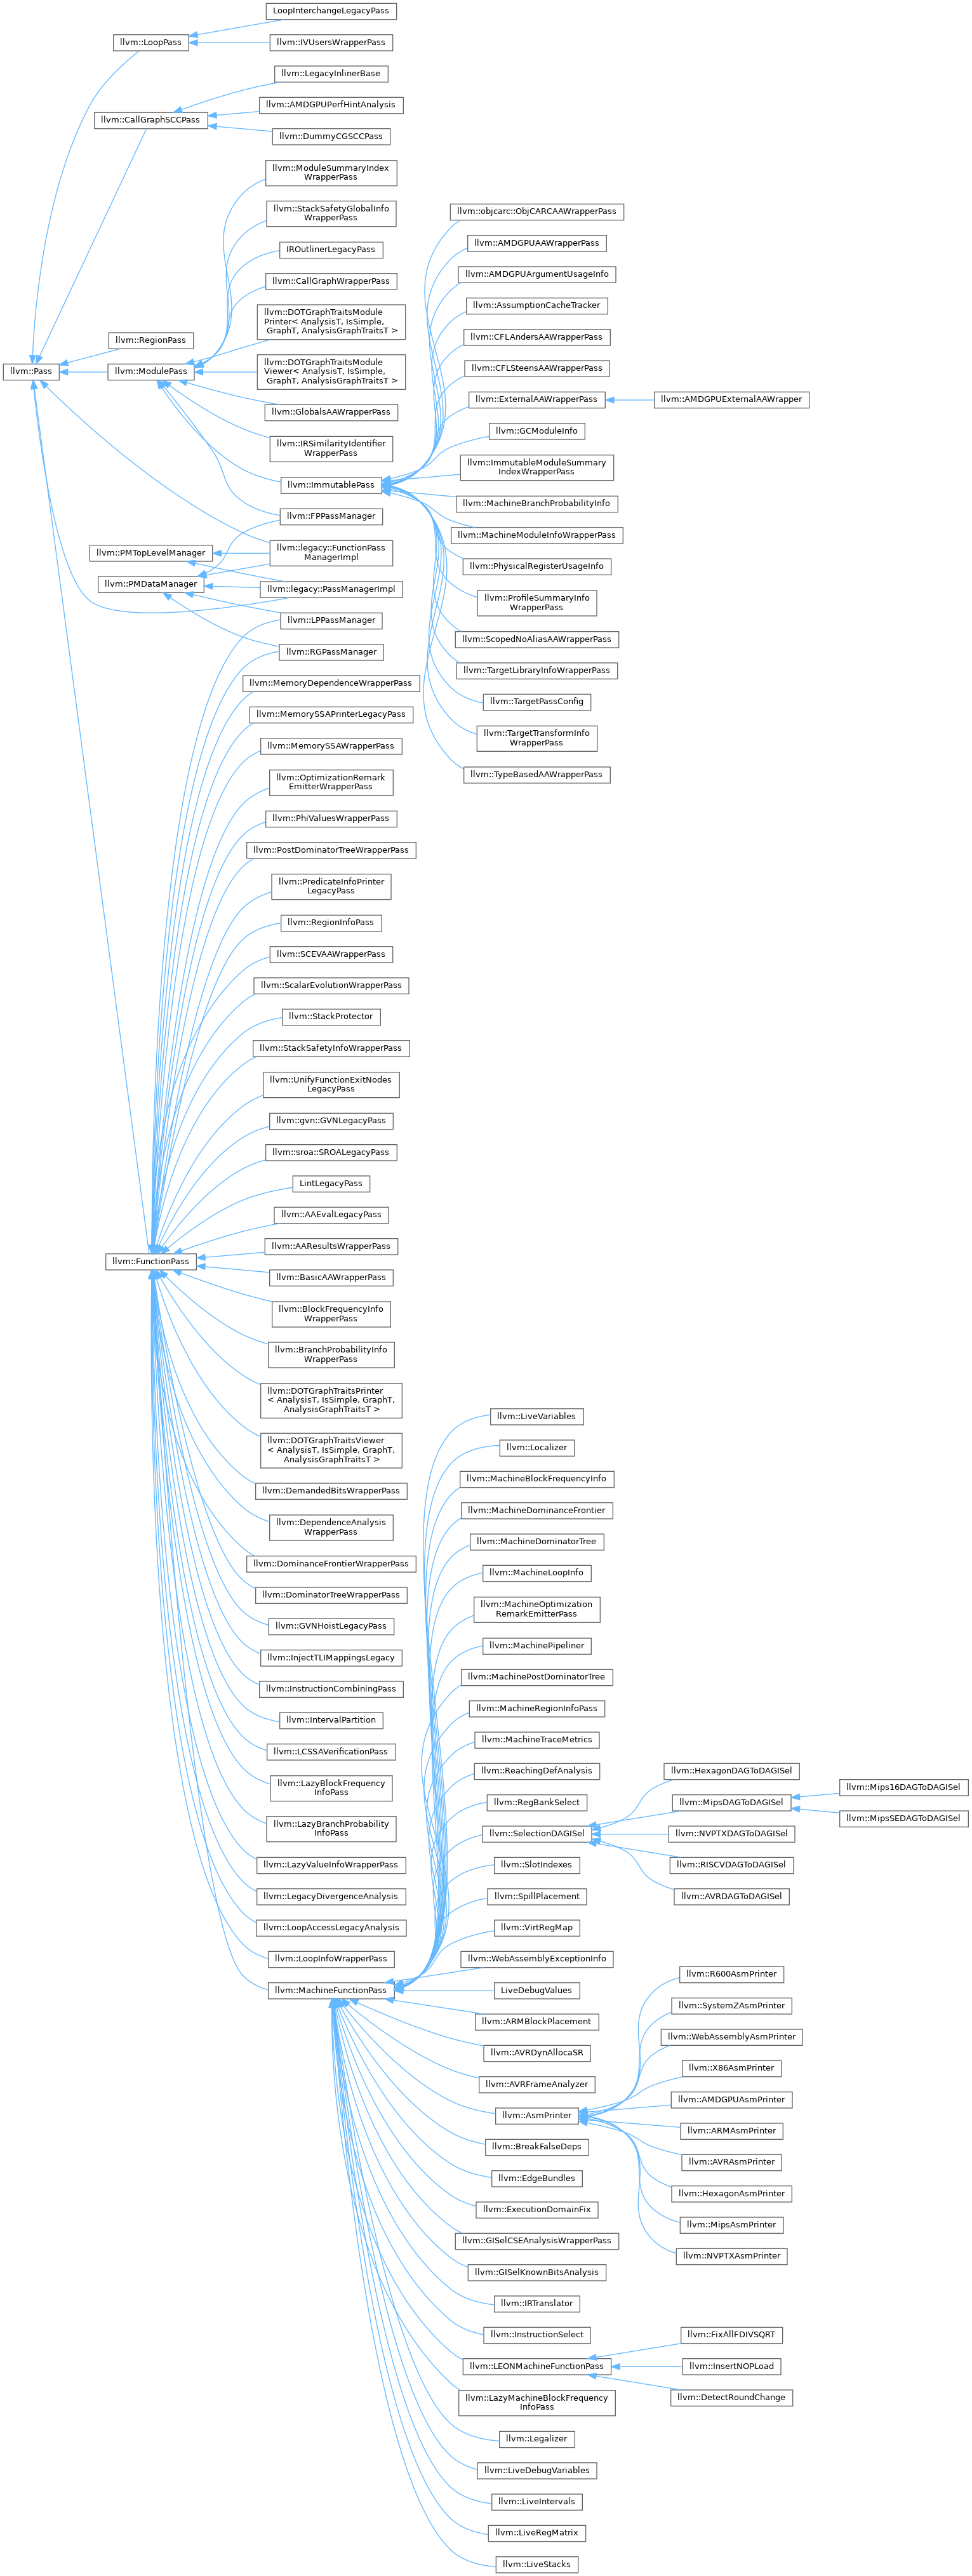 LoopInterchangeLegacyPass
llvm::LoopPass
llvm::IVUsersWrapperPass
llvm::LegacyInlinerBase
llvm::AMDGPUPerfHintAnalysis
llvm::CallGraphSCCPass
llvm::DummyCGSCCPass
llvm::ModuleSummaryIndex
WrapperPass
llvm::StackSafetyGlobalInfo
WrapperPass
IROutlinerLegacyPass
llvm::CallGraphWrapperPass
llvm::DOTGraphTraitsModule
Printer< AnalysisT, IsSimple,
GraphT, AnalysisGraphTraitsT >
llvm::RegionPass
llvm::Pass
llvm::ModulePass
llvm::DOTGraphTraitsModule
Viewer< AnalysisT, IsSimple,
GraphT, AnalysisGraphTraitsT >
llvm::GlobalsAAWrapperPass
llvm::IRSimilarityIdentifier
WrapperPass
llvm::ImmutablePass
llvm::FPPassManager
llvm::PMTopLevelManager
llvm::legacy::FunctionPass
ManagerImpl
llvm::PMDataManager
llvm::legacy::PassManagerImpl
llvm::LPPassManager
llvm::RGPassManager
llvm::objcarc::ObjCARCAAWrapperPass
llvm::AMDGPUAAWrapperPass
llvm::AMDGPUArgumentUsageInfo
llvm::AssumptionCacheTracker
llvm::CFLAndersAAWrapperPass
llvm::CFLSteensAAWrapperPass
llvm::ExternalAAWrapperPass
llvm::AMDGPUExternalAAWrapper
llvm::GCModuleInfo
llvm::ImmutableModuleSummary
IndexWrapperPass
llvm::MachineBranchProbabilityInfo
llvm::MachineModuleInfoWrapperPass
llvm::PhysicalRegisterUsageInfo
llvm::ProfileSummaryInfo
WrapperPass
llvm::ScopedNoAliasAAWrapperPass
llvm::TargetLibraryInfoWrapperPass
llvm::TargetPassConfig
llvm::TargetTransformInfo
WrapperPass
llvm::TypeBasedAAWrapperPass
llvm::MemoryDependenceWrapperPass
llvm::MemorySSAPrinterLegacyPass
llvm::MemorySSAWrapperPass
llvm::OptimizationRemark
EmitterWrapperPass
llvm::PhiValuesWrapperPass
llvm::PostDominatorTreeWrapperPass
llvm::PredicateInfoPrinter
LegacyPass
llvm::RegionInfoPass
llvm::SCEVAAWrapperPass
llvm::ScalarEvolutionWrapperPass
llvm::StackProtector
llvm::StackSafetyInfoWrapperPass
llvm::UnifyFunctionExitNodes
LegacyPass
llvm::gvn::GVNLegacyPass
llvm::sroa::SROALegacyPass
LintLegacyPass
llvm::AAEvalLegacyPass
llvm::AAResultsWrapperPass
llvm::FunctionPass
llvm::BasicAAWrapperPass
llvm::BlockFrequencyInfo
WrapperPass
llvm::BranchProbabilityInfo
WrapperPass
llvm::DOTGraphTraitsPrinter
< AnalysisT, IsSimple, GraphT,
AnalysisGraphTraitsT >
llvm::DOTGraphTraitsViewer
< AnalysisT, IsSimple, GraphT,
AnalysisGraphTraitsT >
llvm::DemandedBitsWrapperPass
llvm::DependenceAnalysis
WrapperPass
llvm::DominanceFrontierWrapperPass
llvm::DominatorTreeWrapperPass
llvm::GVNHoistLegacyPass
llvm::InjectTLIMappingsLegacy
llvm::InstructionCombiningPass
llvm::IntervalPartition
llvm::LCSSAVerificationPass
llvm::LazyBlockFrequency
InfoPass
llvm::LazyBranchProbability
InfoPass
llvm::LazyValueInfoWrapperPass
llvm::LegacyDivergenceAnalysis
llvm::LoopAccessLegacyAnalysis
llvm::LoopInfoWrapperPass
llvm::MachineFunctionPass
llvm::LiveVariables
llvm::Localizer
llvm::MachineBlockFrequencyInfo
llvm::MachineDominanceFrontier
llvm::MachineDominatorTree
llvm::MachineLoopInfo
llvm::MachineOptimization
RemarkEmitterPass
llvm::MachinePipeliner
llvm::MachinePostDominatorTree
llvm::MachineRegionInfoPass
llvm::MachineTraceMetrics
llvm::ReachingDefAnalysis
llvm::RegBankSelect
llvm::SelectionDAGISel
llvm::HexagonDAGToDAGISel
llvm::MipsDAGToDAGISel
llvm::Mips16DAGToDAGISel
llvm::MipsSEDAGToDAGISel
llvm::NVPTXDAGToDAGISel
llvm::RISCVDAGToDAGISel
llvm::AVRDAGToDAGISel
llvm::SlotIndexes
llvm::SpillPlacement
llvm::VirtRegMap
llvm::WebAssemblyExceptionInfo
LiveDebugValues
llvm::ARMBlockPlacement
llvm::AVRDynAllocaSR
llvm::AVRFrameAnalyzer
llvm::AsmPrinter
llvm::R600AsmPrinter
llvm::SystemZAsmPrinter
llvm::WebAssemblyAsmPrinter
llvm::X86AsmPrinter
llvm::AMDGPUAsmPrinter
llvm::ARMAsmPrinter
llvm::AVRAsmPrinter
llvm::HexagonAsmPrinter
llvm::MipsAsmPrinter
llvm::NVPTXAsmPrinter
llvm::BreakFalseDeps
llvm::EdgeBundles
llvm::ExecutionDomainFix
llvm::GISelCSEAnalysisWrapperPass
llvm::GISelKnownBitsAnalysis
llvm::IRTranslator
llvm::InstructionSelect
llvm::LEONMachineFunctionPass
llvm::FixAllFDIVSQRT
llvm::InsertNOPLoad
llvm::DetectRoundChange
llvm::LazyMachineBlockFrequency
InfoPass
llvm::Legalizer
llvm::LiveDebugVariables
llvm::LiveIntervals
llvm::LiveRegMatrix
llvm::LiveStacks